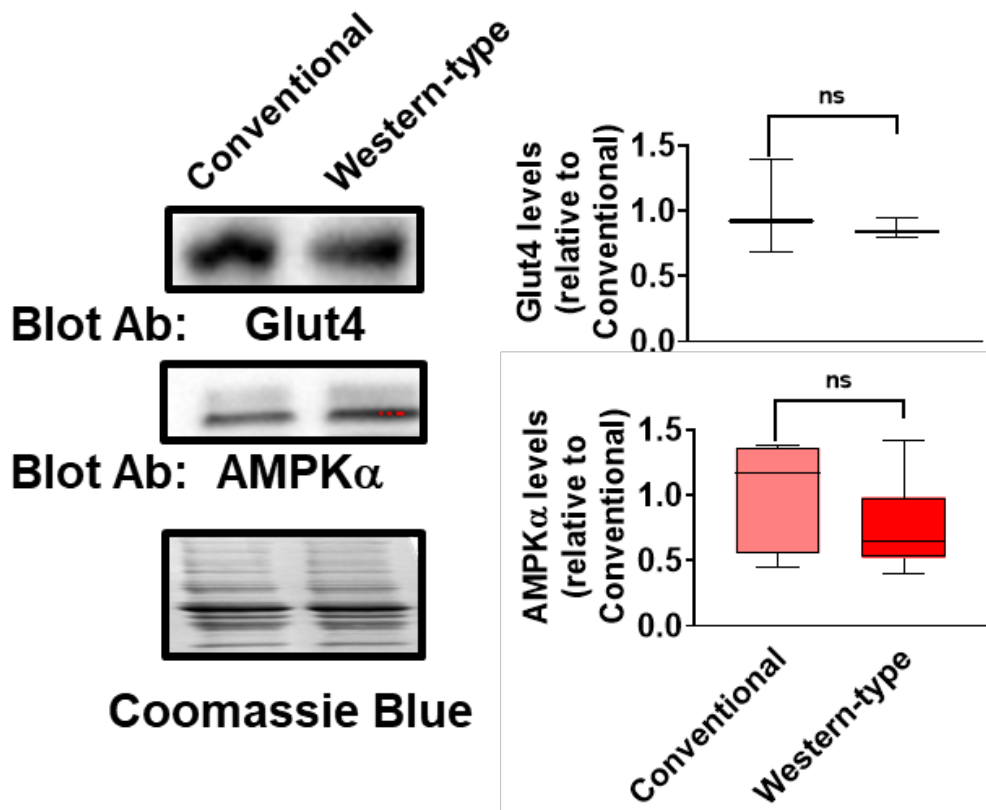 Conventional
Western-type
Blot Ab: Glut4
Blot Ab: AMPKα
Coomassie Blue
ns
Glut4 levels
(relative to
Conventional)
1.5
1.0
0.5
0.0
ns
AMPKα levels
(relative to
Conventional)
1.5
1.0
0.5
0.0
Conventional
Western-type